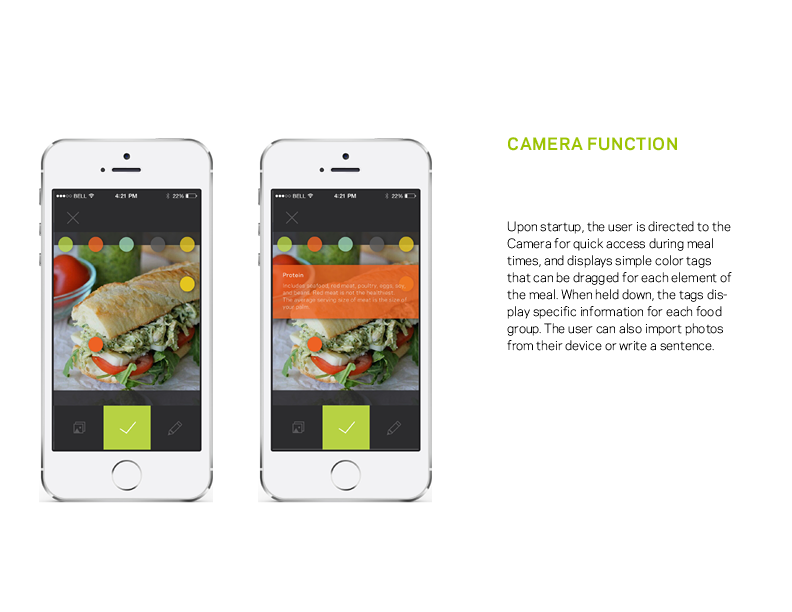 CAMERA FUNCTION
Upon startup, the user is directed to the
Camera for quick access during meal
times, and displays simple color tags
that can be dragged for each element of
the meal. When held down, the tags dis-
play specific information for each food
group. The user can also import photos
from their device or write a sentence.
BELL 4:21 PM 22%
BELL 4:21 PM 22%
Protein
Included seafood, red meat, poultry, eggs, soy,
and beans. Red meat is not the healthiest.
The average serving size of meat is the size of
your palm.